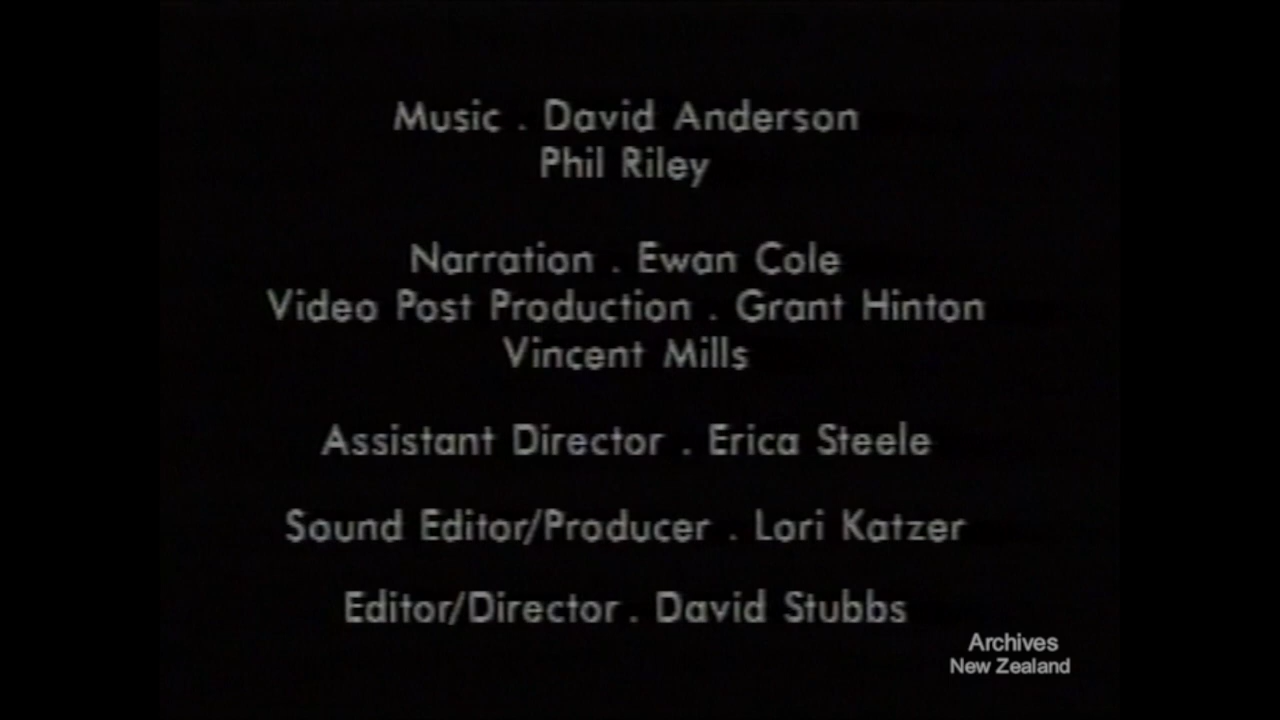 Music . David Anderson
Phil Riley
Narration . Ewan Cole
Video Post Production . Grant Hinton
Vincent Mills
Assistant Director . Erica Steele
Sound Editor/Producer . Lori Katzer
Editor/Director . David Stubbs
Archives
New Zealand